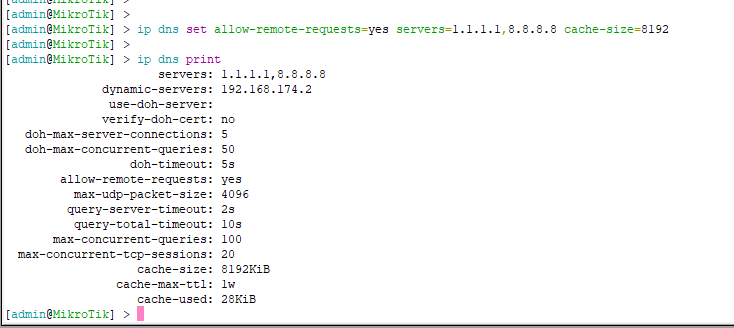 [admin@MikroTik] >
[admin@MikroTik] >
[admin@MikroTik] > ip dns set allow-remote-requests=yes servers=1.1.1.1,8.8.8.8 cache-size=8192
[admin@MikroTik] >
[admin@MikroTik] >
[admin@MikroTik] > ip dns print
servers: 1.1.1.1,8.8.8.8
dynamic-servers: 192.168.174.2
use-doh-server:
verify-doh-cert: no
doh-max-server-connections: 5
doh-max-concurrent-queries: 50
doh-timeout: 5s
allow-remote-requests: yes
max-udp-packet-size: 4096
query-server-timeout: 2s
query-total-timeout: 10s
max-concurrent-queries: 100
max-concurrent-tcp-sessions: 20
cache-size: 8192KiB
cache-max-ttl: 1w
cache-used: 28KiB
[admin@MikroTik] >